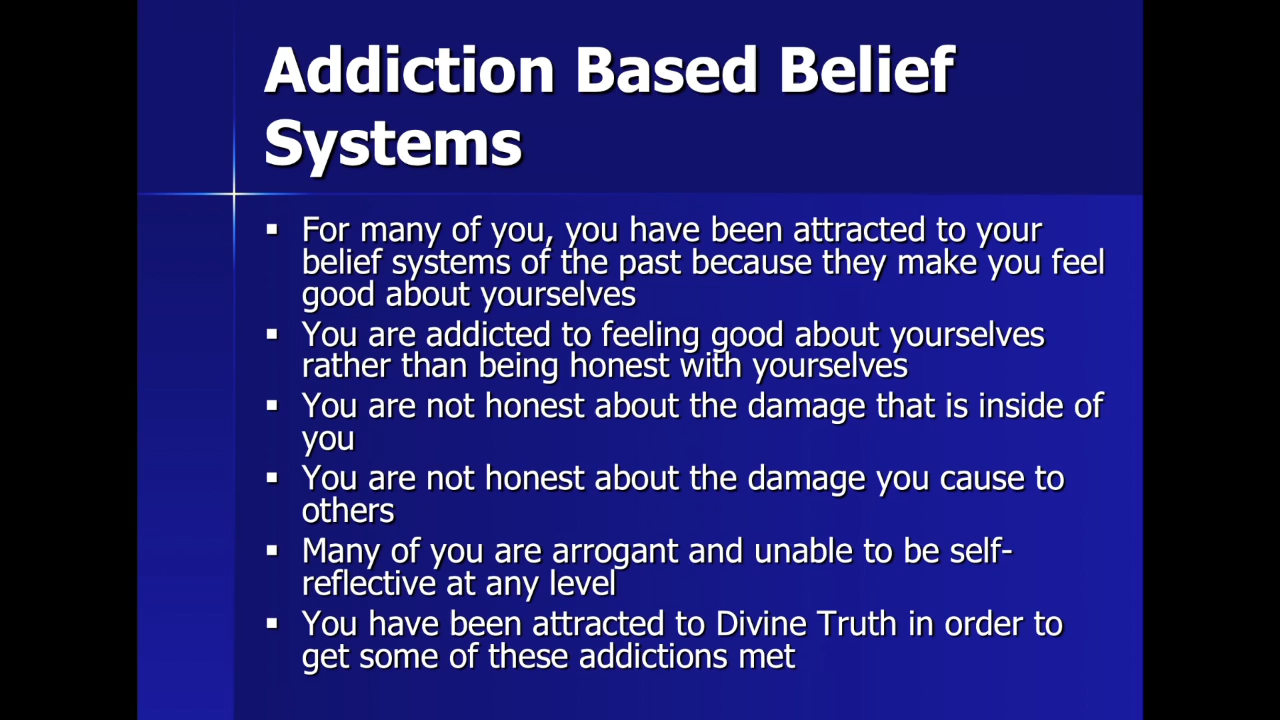 Addiction Based Belief
Systems
▪ For many of you, you have been attracted to your
belief systems of the past because they make you feel
good about yourselves
▪ You are addicted to feeling good about yourselves
rather than being honest with yourselves
▪ You are not honest about the damage that is inside of
you
▪ You are not honest about the damage you cause to
others
▪ Many of you are arrogant and unable to be self-
reflective at any level
▪ You have been attracted to Divine Truth in order to
get some of these addictions met